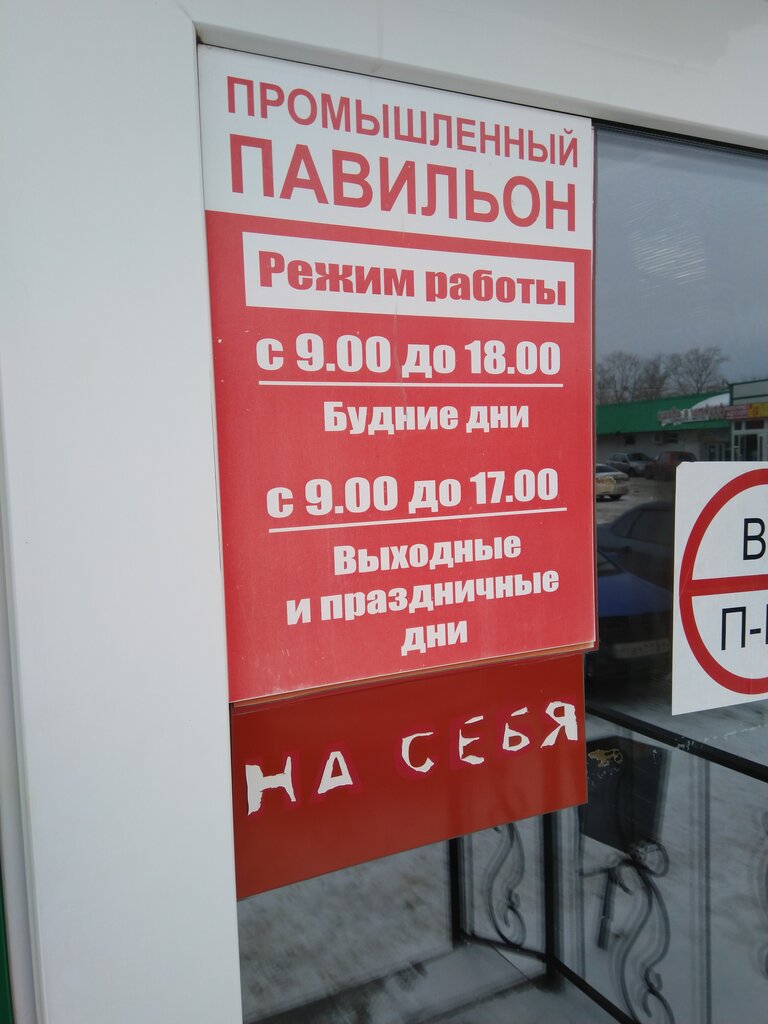 ПРОМЫШЛЕННЫЙ
ПАВИЛЬОН
Режим работы
с 9.00 до 18.00
Будние дни
с 9.00 до 17.00
Выходные
и праздничные
дни
НА СЕБЯ